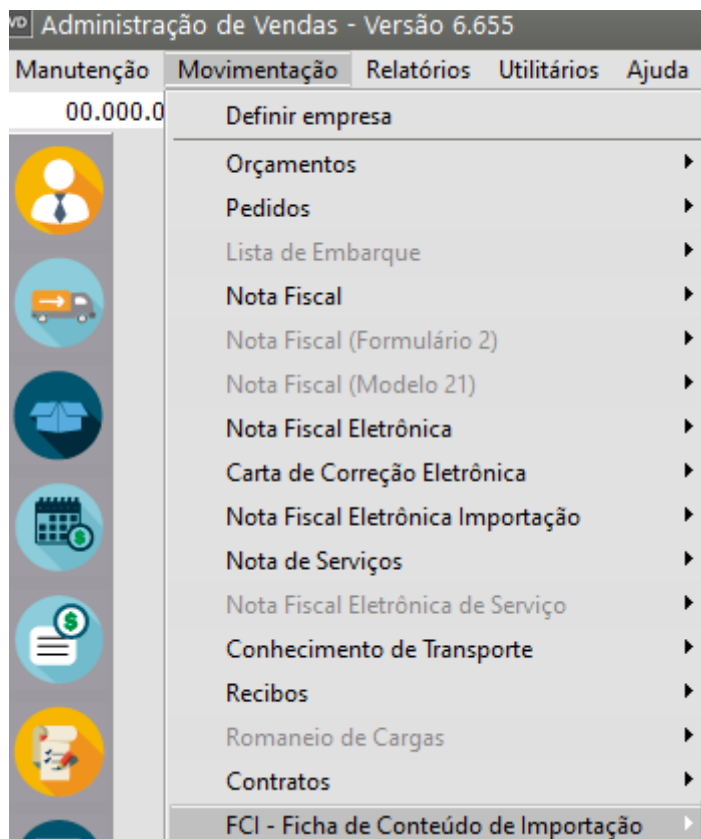 VD Administração de Vendas - Versão 6.655
Manutenção Movimentação Relatórios Utilitários Ajuda
00.000.0
Definir empresa
Orçamentos
Pedidos
Lista de Embarque
Nota Fiscal
Nota Fiscal (Formulário 2)
Nota Fiscal (Modelo 21)
Nota Fiscal Eletrônica
Carta de Correção Eletrônica
Nota Fiscal Eletrônica Importação
Nota de Serviços
Nota Fiscal Eletrônica de Serviço
Conhecimento de Transporte
Recibos
Romaneio de Cargas
Contratos
FCI - Ficha de Conteúdo de Importação